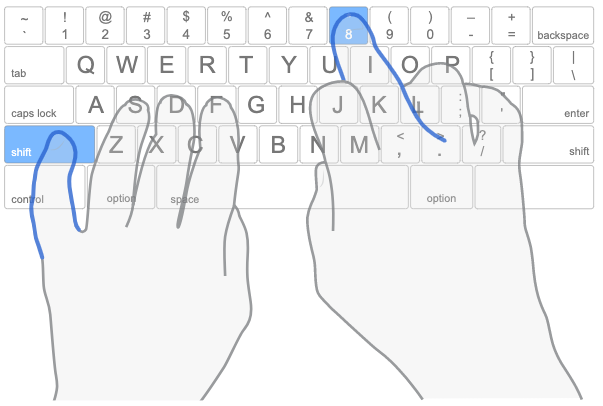 ~ ! @ # $ % ^ & ( ) _ +
` 1 2 3 4 5 6 7 8 9 0 - = backspace
tab Q W E R T Y U I O P { [ } ] | \
caps lock A S D F G H J K L : ; enter
shift Z X C V B N M < , > . ? / shift
control option space option